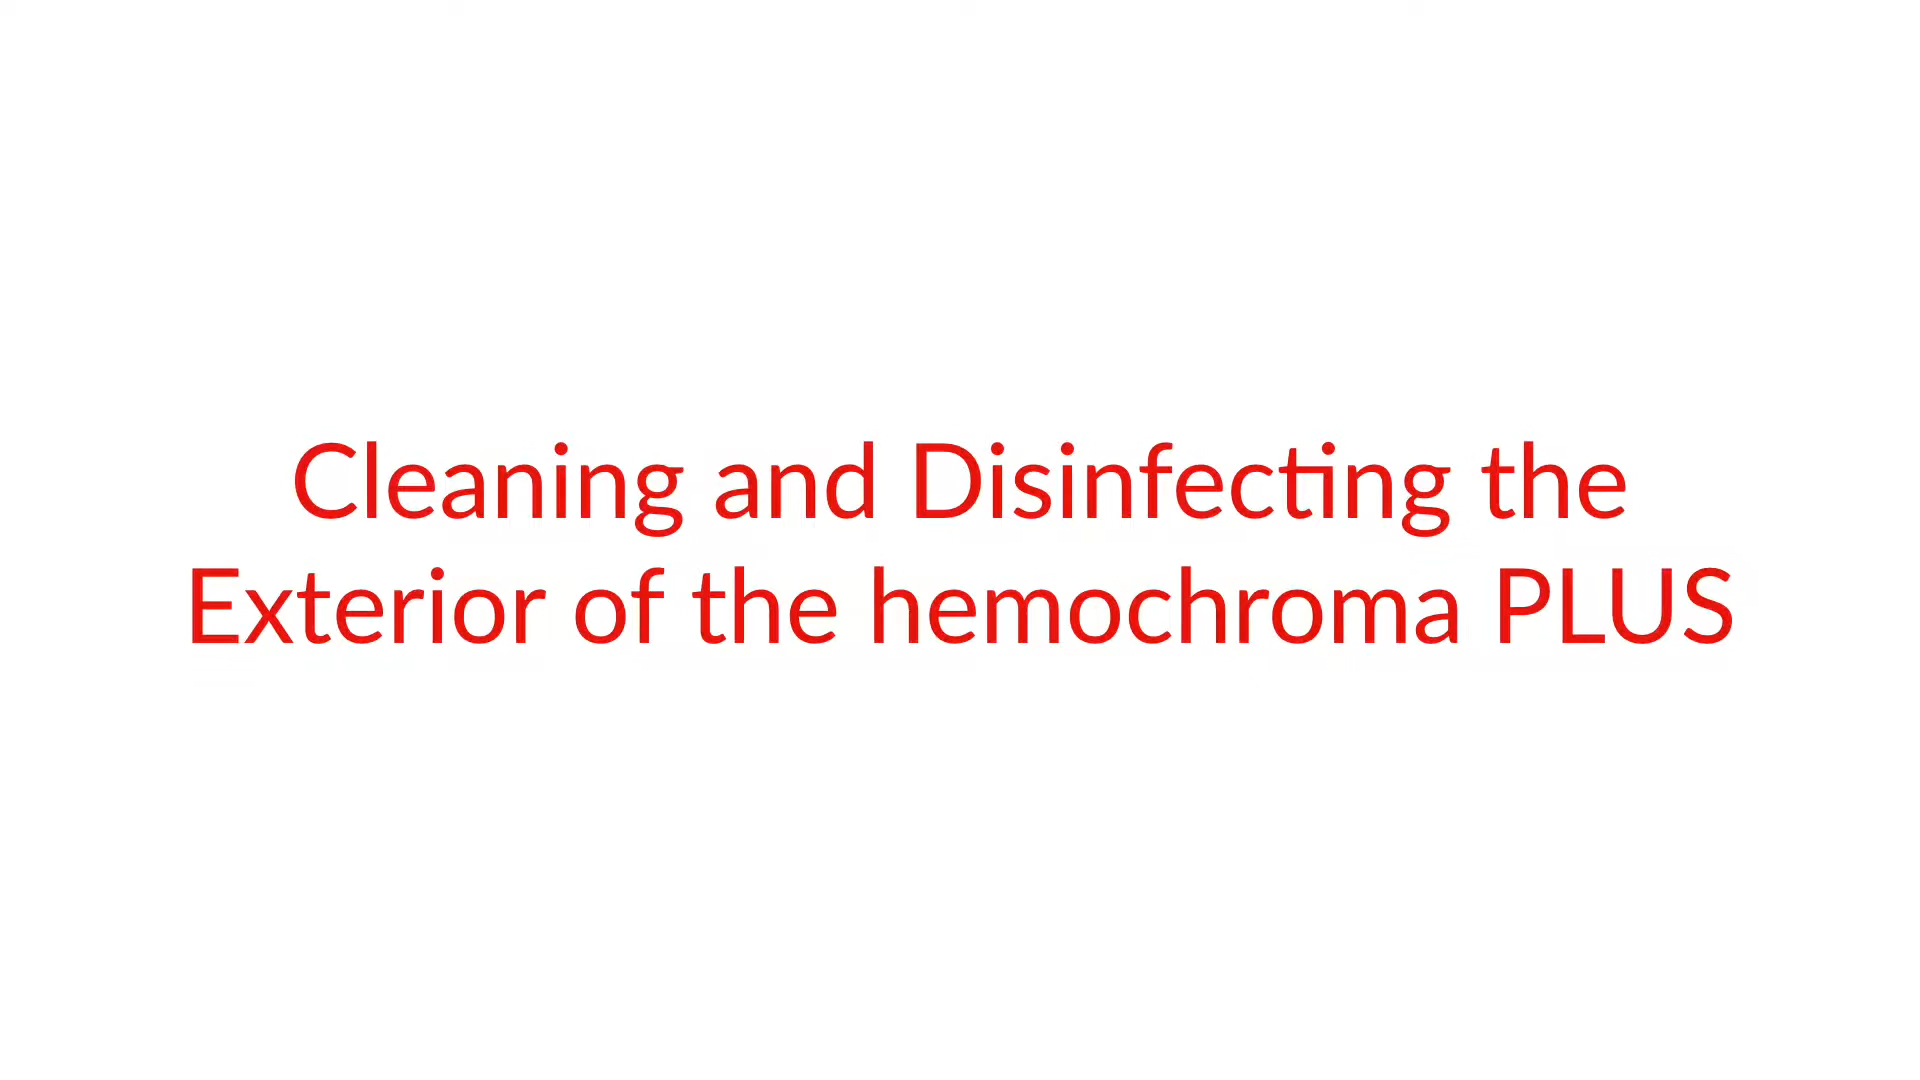 Cleaning and Disinfecting the
Exterior of the hemochroma PLUS